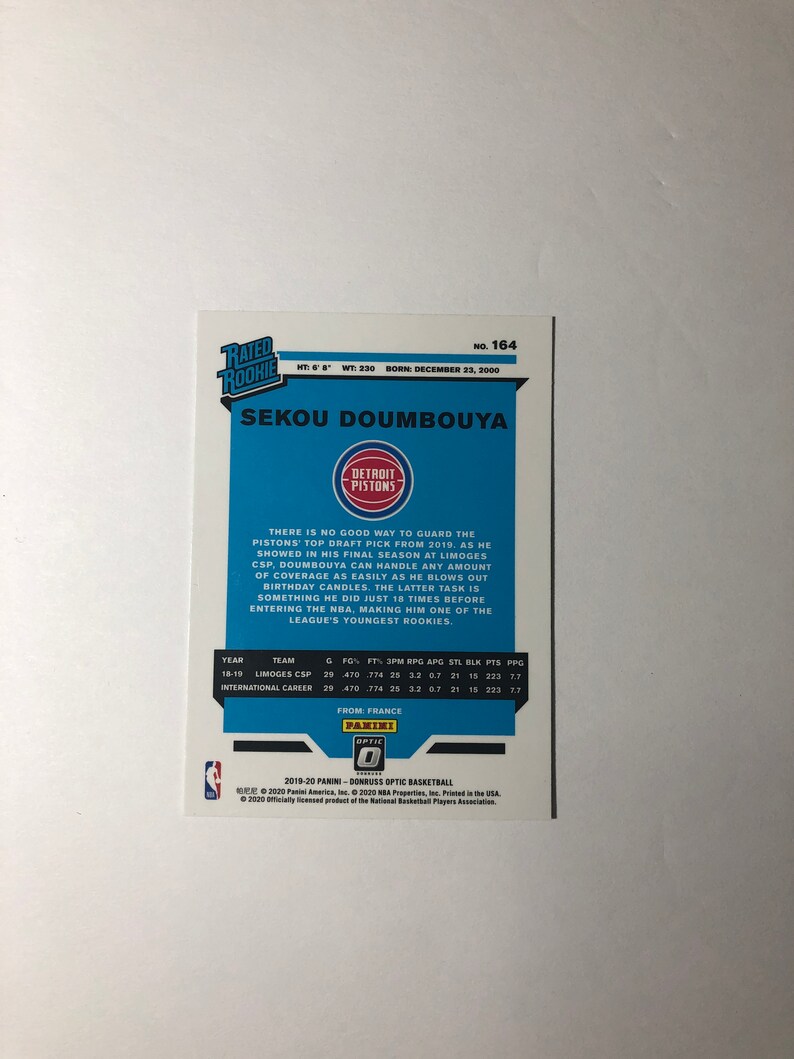 NO. 164
RATED
ROOKIE
HT: 6' 8" WT: 230 BORN: DECEMBER 23, 2000
SEKOU DOUMBOUYA
DETROIT
PISTONS
THERE IS NO GOOD WAY TO GUARD THE
PISTONS' TOP DRAFT PICK FROM 2019. AS HE
SHOWED IN HIS FINAL SEASON AT LIMOGES
CSP, DOUMBOUYA CAN HANDLE ANY AMOUNT
OF COVERAGE AS EASILY AS HE BLOWS OUT
BIRTHDAY CANDLES. THE LATTER TASK IS
SOMETHING HE DID JUST 18 TIMES BEFORE
ENTERING THE NBA, MAKING HIM ONE OF THE
LEAGUE'S YOUNGEST ROOKIES.
YEAR TEAM G FG% FT% 3PM RPG APG STL BLK PTS PPG
18-19 LIMOGES CSP 29 .470 .774 25 3.2 0.7 21 15 223 7.7
INTERNATIONAL CAREER 29 .470 .774 25 3.2 0.7 21 15 223 7.7
FROM: FRANCE
PANINI
OPTIC
O
DONRUSS
2019-20 PANINI – DONRUSS OPTIC BASKETBALL
帕尼尼 © 2020 Panini America, Inc. © 2020 NBA Properties, Inc. Printed in the USA.
© 2020 Officially licensed product of the National Basketball Players Association.
NBA